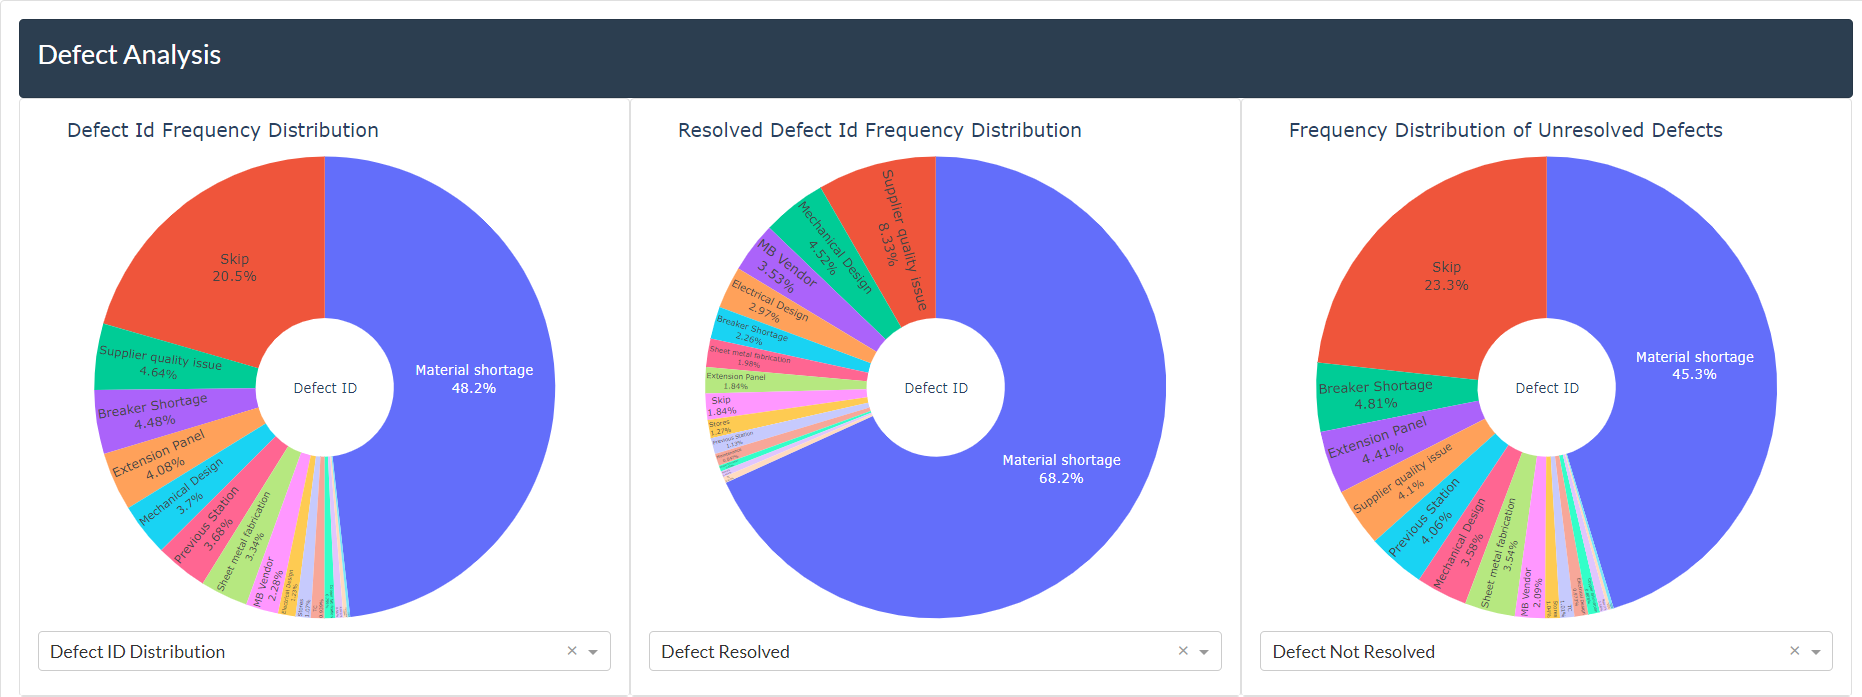 Defect Analysis
Defect Id Frequency Distribution
Skip
20.5%
Supplier quality issue
4.64%
Breaker Shortage
4.48%
Extension Panel
4.08%
Mechanical Design
3.7%
Previous Station
3.68%
Sheet metal fabrication
3.34%
MB Vendor
2.28%
Electrical Design
Stores
Material shortage
48.2%
Defect ID
Defect ID Distribution
Resolved Defect Id Frequency Distribution
Supplier quality issue
8.33%
Mechanical Design
4.52%
MB Vendor
3.53%
Electrical Design
2.97%
Breaker Shortage
2.26%
Sheet metal fabrication
1.98%
Extension Panel
1.84%
Skip
1.84%
Stores
1.27%
Previous Station
1.13%
Material shortage
68.2%
Defect ID
Defect Resolved
Frequency Distribution of Unresolved Defects
Skip
23.3%
Breaker Shortage
4.81%
Extension Panel
4.41%
Supplier quality issue
4.1%
Previous Station
4.06%
Mechanical Design
3.58%
Sheet metal fabrication
3.54%
MB Vendor
2.09%
Material shortage
45.3%
Defect ID
Defect Not Resolved